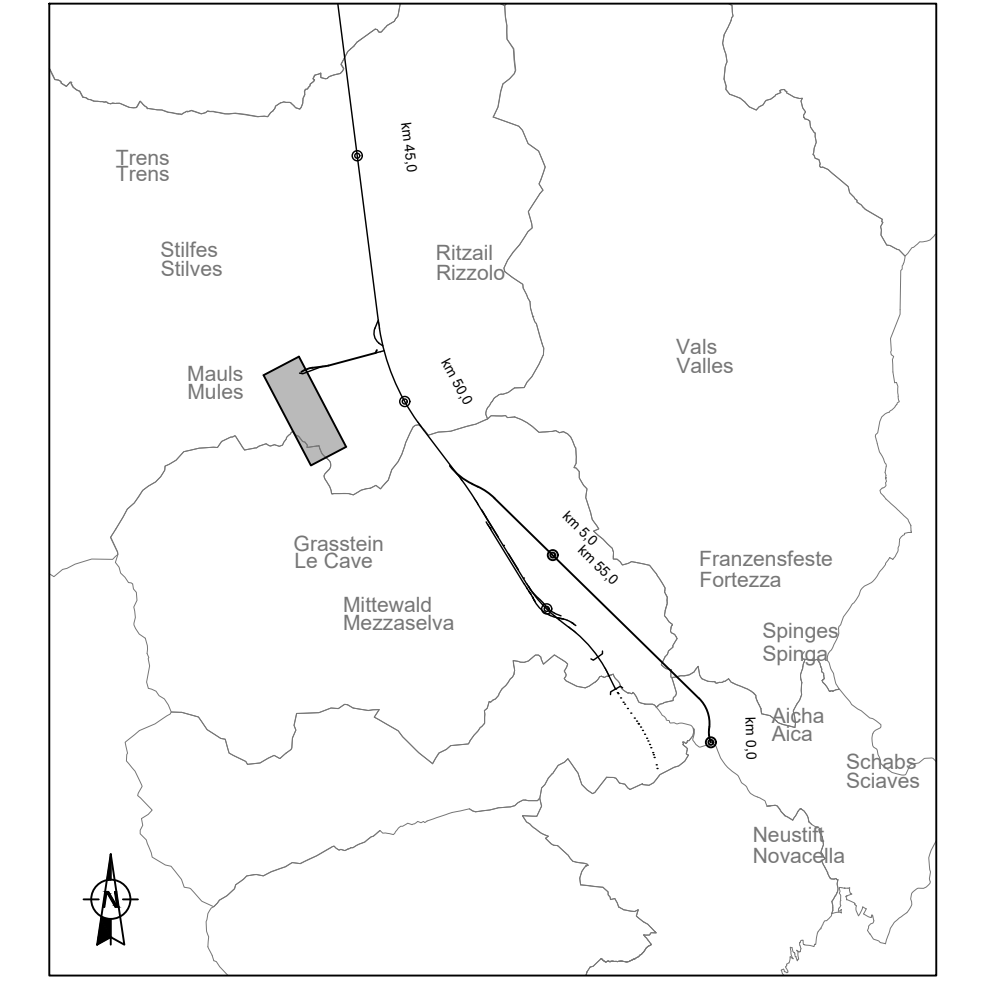 km 45,0
Trens
Trens
Stilfes
Stilves
Ritzail
Rizzolo
Vals
Valles
Mauls
Mules
km 50,0
km 5,0
km 55,0
Grasstein
Le Cave
Franzensfeste
Fortezza
Mittewald
Mezzaselva
Spinges
Spinga
km 0,0
Aicha
Aica
Schabs
Sciaves
Neustift
Novacella
N